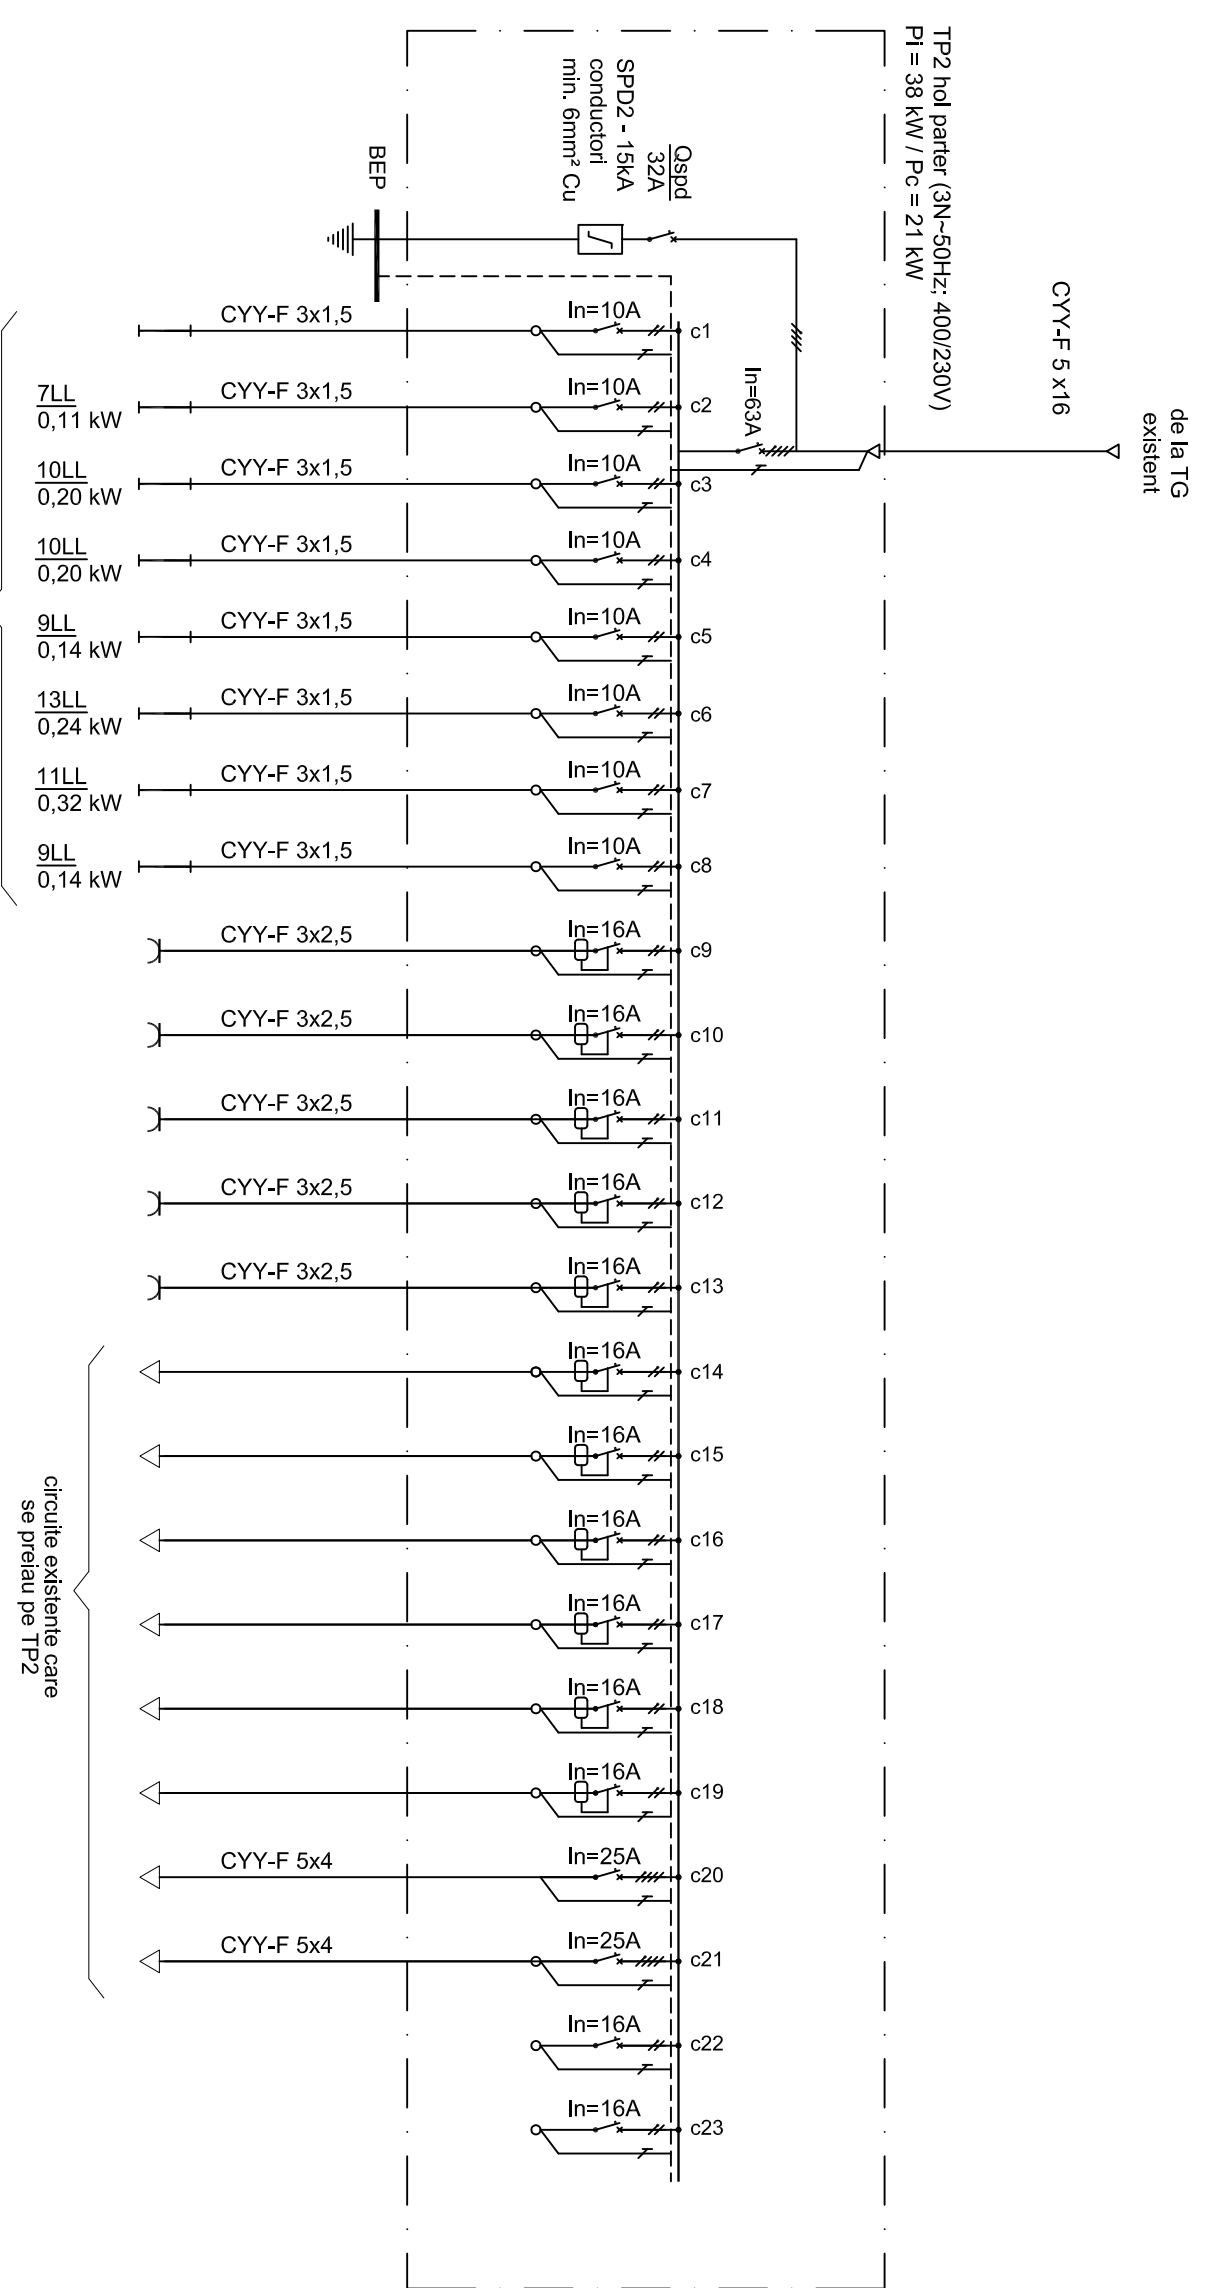 de la TG
existent
CYY-F 5 x16
TP2 hol parter (3N~50Hz; 400/230V)
Pi = 38 kW / Pc = 21 kW
In=63A
Qspd
32A
SPD2 - 15kA
conductori
min. 6mm² Cu
BEP
c1
In=10A
CYY-F 3x1,5
c2
In=10A
CYY-F 3x1,5
7LL
0,11 kW
c3
In=10A
CYY-F 3x1,5
10LL
0,20 kW
c4
In=10A
CYY-F 3x1,5
10LL
0,20 kW
c5
In=10A
CYY-F 3x1,5
9LL
0,14 kW
c6
In=10A
CYY-F 3x1,5
13LL
0,24 kW
c7
In=10A
CYY-F 3x1,5
11LL
0,32 kW
c8
In=10A
CYY-F 3x1,5
9LL
0,14 kW
c9
In=16A
CYY-F 3x2,5
c10
In=16A
CYY-F 3x2,5
c11
In=16A
CYY-F 3x2,5
c12
In=16A
CYY-F 3x2,5
c13
In=16A
CYY-F 3x2,5
c14
In=16A
c15
In=16A
c16
In=16A
c17
In=16A
c18
In=16A
c19
In=16A
c20
In=25A
CYY-F 5x4
c21
In=25A
CYY-F 5x4
c22
In=16A
c23
In=16A
circuite existente care
se preiau pe TP2